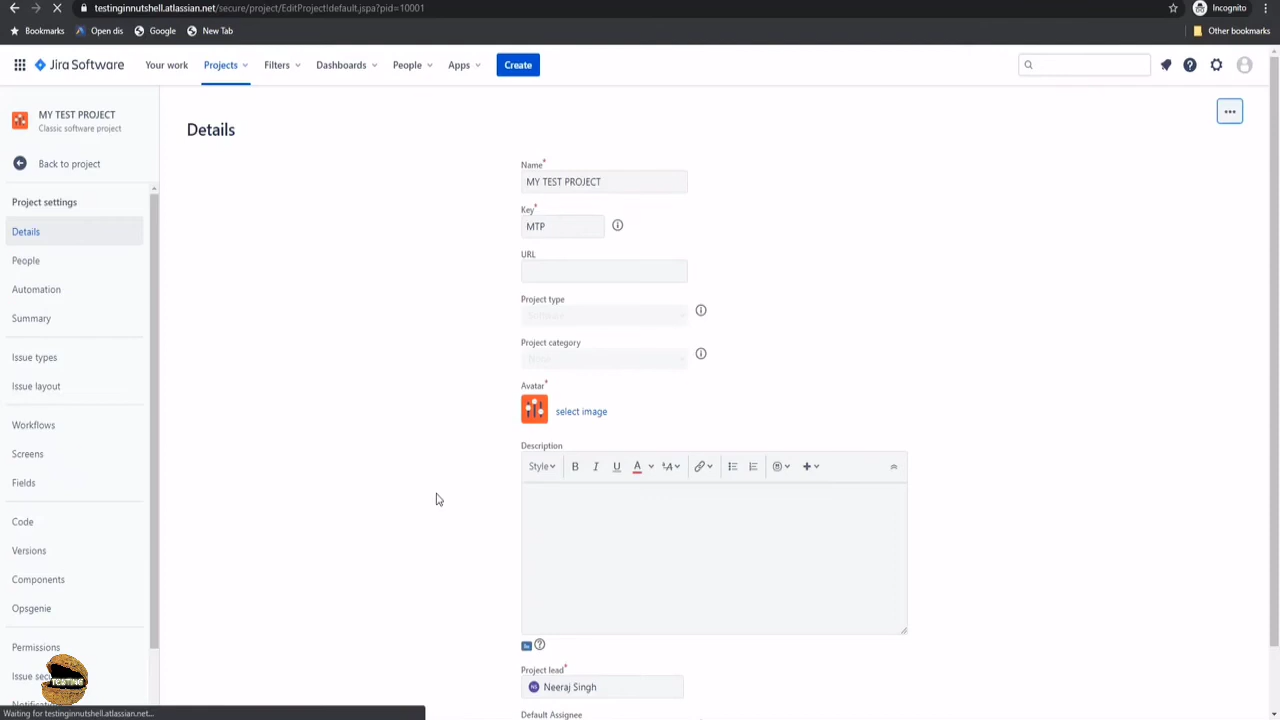 testinginnutshell.atlassian.net/secure/project/EditProject!default.jspa?pid=10001
Incognito
Bookmarks
Open dis
Google
New Tab
Other bookmarks
Jira Software
Your work
Projects
Filters
Dashboards
People
Apps
Create
MY TEST PROJECT
Classic software project
Back to project
Project settings
Details
People
Automation
Summary
Issue types
Issue layout
Workflows
Screens
Fields
Code
Versions
Components
Opsgenie
Permissions
Issue
TESTING
Waiting for testinginnutshell.atlassian.net...
Details
Name*
MY TEST PROJECT
Key*
MTP
URL
Project type
Software
Project category
None
Avatar*
select image
Description
Style
B I U A
Project lead*
Neeraj Singh
Default Assignee